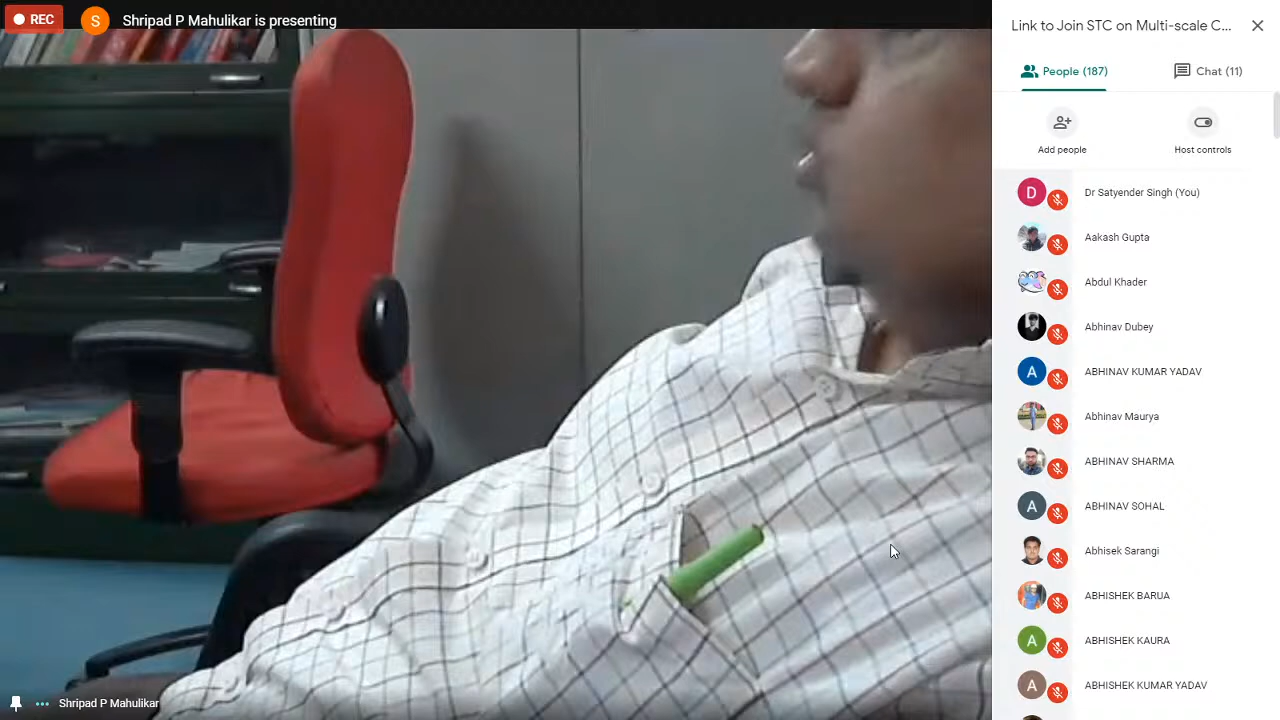 REC
S
Shripad P Mahulikar is presenting
Link to Join STC on Multi-scale C...
People (187)
Chat (11)
Add people
Host controls
D
Dr Satyender Singh (You)
Aakash Gupta
Abdul Khader
Abhinav Dubey
A
ABHINAV KUMAR YADAV
Abhinav Maurya
ABHINAV SHARMA
A
ABHINAV SOHAL
Abhisek Sarangi
ABHISHEK BARUA
A
ABHISHEK KAURA
A
ABHISHEK KUMAR YADAV
Shripad P Mahulikar